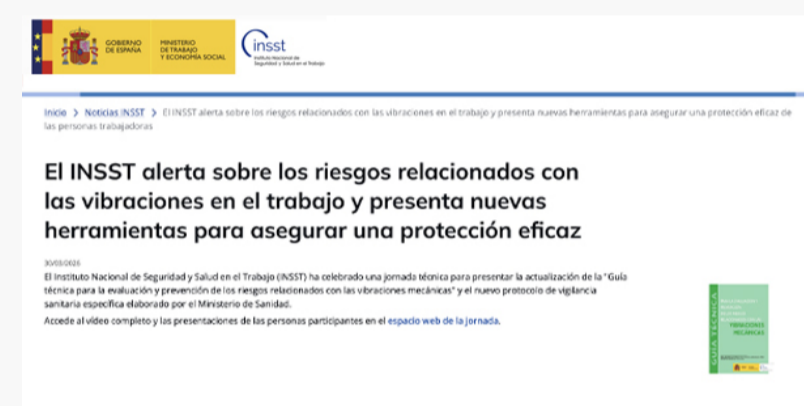 GOBIERNO
DE ESPAÑA
MINISTERIO
DE TRABAJO
Y ECONOMÍA SOCIAL
insst
Instituto Nacional de
Seguridad y Salud en el Trabajo
Inicio > Noticias INSST > El INSST alerta sobre los riesgos relacionados con las vibraciones en el trabajo y presenta nuevas herramientas para asegurar una protección eficaz de
las personas trabajadoras
El INSST alerta sobre los riesgos relacionados con
las vibraciones en el trabajo y presenta nuevas
herramientas para asegurar una protección eficaz
El Instituto Nacional de Seguridad y Salud en el Trabajo (INSST) ha celebrado una jornada técnica para presentar la actualización de la "Guía
técnica para la evaluación y prevención de los riesgos relacionados con las vibraciones mecánicas" y el nuevo protocolo de vigilancia
sanitaria específica elaborado por el Ministerio de Sanidad.
Accede al vídeo completo y las presentaciones de las personas participantes en el espacio web de la jornada.
GUÍA TÉCNICA
VIBRACIONES
MECÁNICAS